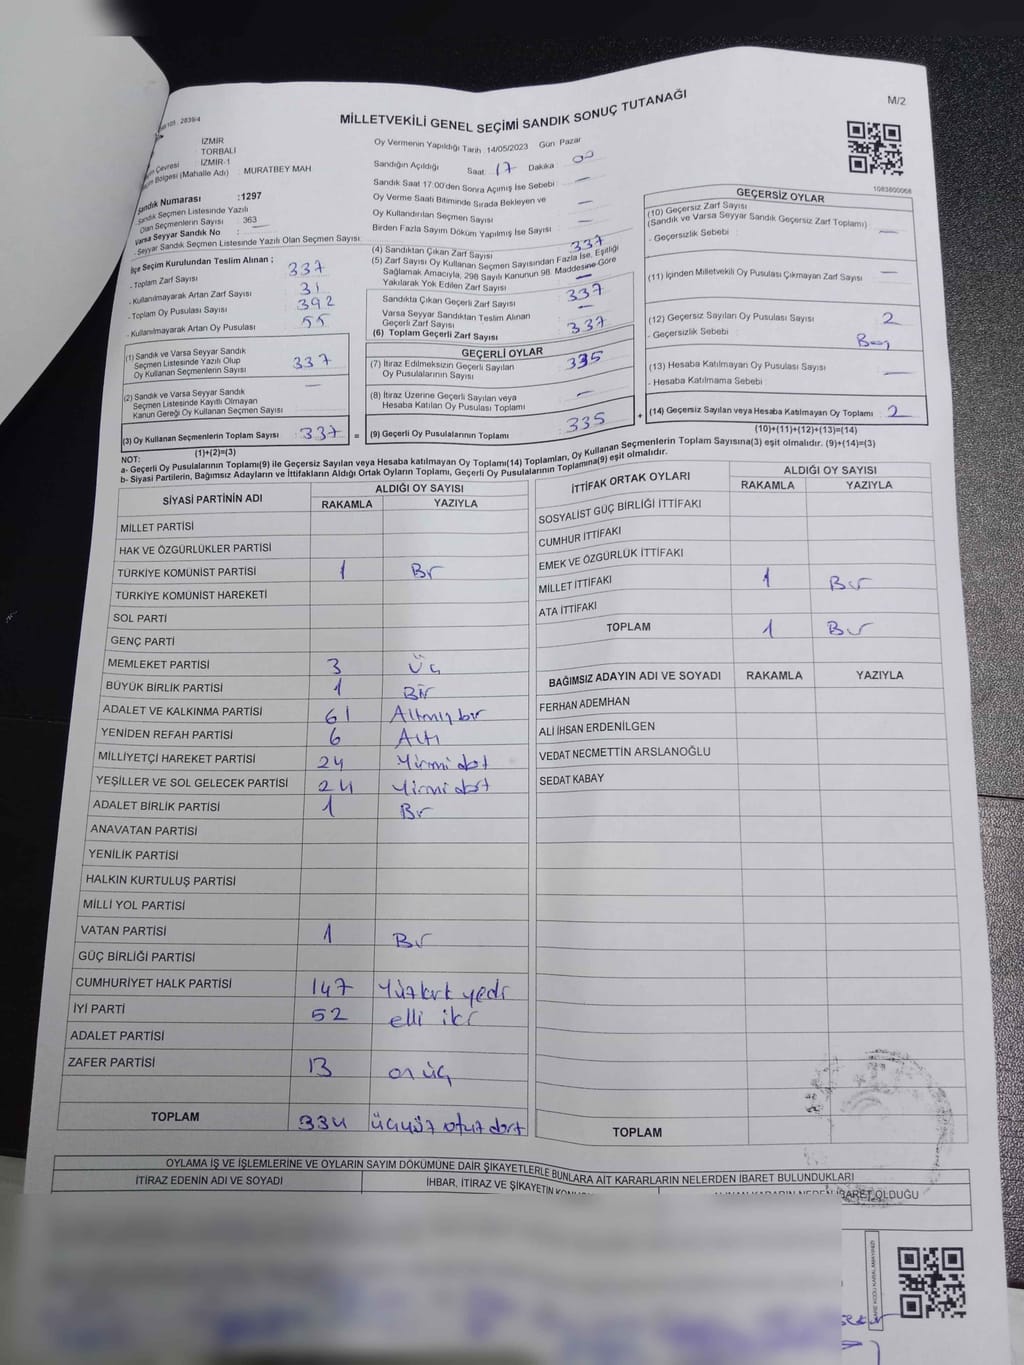 M/2
MİLLETVEKİLİ GENEL SEÇİMİ SANDIK SONUÇ TUTANAĞI
2839/4
İZMİR
TORBALI
Çevresi İZMİR-1
Bölgesi (Mahalle Adı) MURATBEY MAH
Sandık Numarası :1297
Sandık Seçmen Listesinde Yazılı
Olan Seçmenlerin Sayısı 363
Varsa Seyyar Sandık No :
Seyyar Sandık Seçmen Listesinde Yazılı Olan Seçmen Sayısı :
Oy Vermenin Yapıldığı Tarih 14/05/2023 Gün Pazar
Sandığın Açıldığı Saat 17 Dakika 00
Sandık Saat 17.00'den Sonra Açımış İse Sebebi
Oy Verme Saati Bitiminde Sırada Bekleyen ve
Oy Kullandırılan Seçmen Sayısı
Birden Fazla Sayım Döküm Yapılmış İse Sayısı
1083800068
İlçe Seçim Kurulundan Teslim Alınan ;
- Toplam Zarf Sayısı : 337
- Kullanılmayarak Artan Zarf Sayısı : 31
- Toplam Oy Pusulası Sayısı : 392
- Kullanılmayarak Artan Oy Pusulası : 55
(1) Sandık ve Varsa Seyyar Sandık
Seçmen Listesinde Yazılı Olup
Oy Kullanan Seçmenlerin Sayısı : 337
(2) Sandık ve Varsa Seyyar Sandık
Seçmen Listesinde Kayıtlı Olmayan
Kanun Gereği Oy Kullanan Seçmen Sayısı :
(3) Oy Kullanan Seçmenlerin Toplam Sayısı : 337
(1)+(2)=(3)
(4) Sandıktan Çıkan Zarf Sayısı : 337
(5) Zarf Sayısı Oy Kullanan Seçmen Sayısından Fazla İse, Eşitliği
Sağlamak Amacıyla, 298 Sayılı Kanunun 98. Maddesine Göre
Yakılarak Yok Edilen Zarf Sayısı
Sandıkta Çıkan Geçerli Zarf Sayısı : 337
Varsa Seyyar Sandıktan Teslim Alınan
Geçerli Zarf Sayısı :
(6) Toplam Geçerli Zarf Sayısı : 337
GEÇERLİ OYLAR
(7) İtiraz Edilmeksizin Geçerli Sayılan
Oy Pusulalarının Sayısı : 335
(8) İtiraz Üzerine Geçerli Sayılan veya
Hesaba Katılan Oy Pusulası Toplamı :
= (9) Geçerli Oy Pusulalarının Toplamı : 335
GEÇERSİZ OYLAR
(10) Geçersiz Zarf Sayısı
(Sandık ve Varsa Seyyar Sandık Geçersiz Zarf Toplamı) :
- Geçersizlik Sebebi :
(11) İçinden Milletvekili Oy Pusulası Çıkmayan Zarf Sayısı :
(12) Geçersiz Sayılan Oy Pusulası Sayısı : 2
- Geçersizlik Sebebi :
(13) Hesaba Katılmayan Oy Pusulası Sayısı :
- Hesaba Katılmama Sebebi :
+ (14) Geçersiz Sayılan veya Hesaba Katılmayan Oy Toplamı : 2
(10)+(11)+(12)+(13)=(14)
NOT:
a- Geçerli Oy Pusulalarının Toplamı(9) ile Geçersiz Sayılan veya Hesaba katılmayan Oy Toplamı(14) Toplamları, Oy Kullanan Seçmenlerin Toplam Sayısına(3) eşit olmalıdır. (9)+(14)=(3)
b- Siyasi Partilerin, Bağımsız Adayların ve İttifakların Aldığı Ortak Oyların Toplamı, Geçerli Oy Pusulalarının Toplamına(9) eşit olmalıdır.
SİYASİ PARTİNİN ADI ALDIĞI OY SAYISI
RAKAMLA YAZIYLA
MİLLET PARTİSİ
HAK VE ÖZGÜRLÜKLER PARTİSİ
TÜRKİYE KOMÜNİST PARTİSİ 1 Bir
TÜRKİYE KOMÜNİST HAREKETİ
SOL PARTİ
GENÇ PARTİ
MEMLEKET PARTİSİ 3 Üç
BÜYÜK BİRLİK PARTİSİ 1 Bir
ADALET VE KALKINMA PARTİSİ 61 Altmış bir
YENİDEN REFAH PARTİSİ 6 Altı
MİLLİYETÇİ HAREKET PARTİSİ 24 Yirmi dört
YEŞİLLER VE SOL GELECEK PARTİSİ 24 Yirmi dört
ADALET BİRLİK PARTİSİ 1 Bir
ANAVATAN PARTİSİ
YENİLİK PARTİSİ
HALKIN KURTULUŞ PARTİSİ
MİLLİ YOL PARTİSİ
VATAN PARTİSİ 1 Bir
GÜÇ BİRLİĞİ PARTİSİ
CUMHURİYET HALK PARTİSİ 147 Yüz kırk yedi
İYİ PARTİ 52 elli iki
ADALET PARTİSİ
ZAFER PARTİSİ 13 on üç
TOPLAM 334 üçyüz otuz dört
İTTİFAK ORTAK OYLARI ALDIĞI OY SAYISI
RAKAMLA YAZIYLA
SOSYALİST GÜÇ BİRLİĞİ İTTİFAKI
CUMHUR İTTİFAKI
EMEK VE ÖZGÜRLÜK İTTİFAKI
MİLLET İTTİFAKI 1 Bir
ATA İTTİFAKI
TOPLAM 1 Bir
BAĞIMSIZ ADAYIN ADI VE SOYADI RAKAMLA YAZIYLA
FERHAN ADEMHAN
ALİ İHSAN ERDENİLGEN
VEDAT NECMETTİN ARSLANOĞLU
SEDAT KABAY
TOPLAM
OYLAMA İŞ VE İŞLEMLERİNE VE OYLARIN SAYIM DÖKÜMÜNE DAİR ŞİKAYETLERLE BUNLARA AİT KARARLARIN NELERDEN İBARET BULUNDUKLARI
İTİRAZ EDENİN ADI VE SOYADI İHBAR, İTİRAZ VE ŞİKAYETİN İBARET OLDUĞU